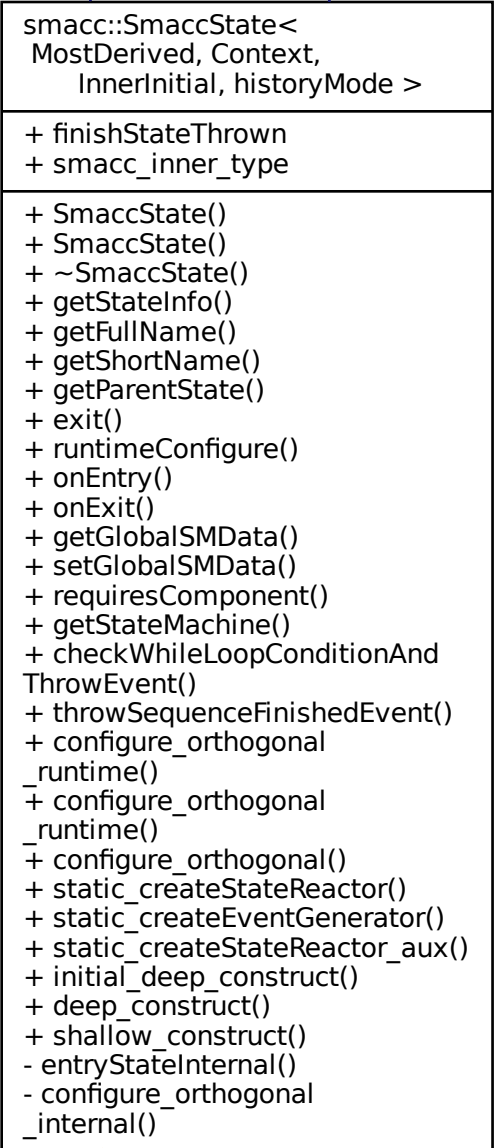 smacc::SmaccState<
MostDerived, Context,
InnerInitial, historyMode >
+ finishStateThrown
+ smacc_inner_type
+ SmaccState()
+ SmaccState()
+ ~SmaccState()
+ getStateInfo()
+ getFullName()
+ getShortName()
+ getParentState()
+ exit()
+ runtimeConfigure()
+ onEntry()
+ onExit()
+ getGlobalSMData()
+ setGlobalSMData()
+ requiresComponent()
+ getStateMachine()
+ checkWhileLoopConditionAnd
ThrowEvent()
+ throwSequenceFinishedEvent()
+ configure_orthogonal
_runtime()
+ configure_orthogonal
_runtime()
+ configure_orthogonal()
+ static_createStateReactor()
+ static_createEventGenerator()
+ static_createStateReactor_aux()
+ initial_deep_construct()
+ deep_construct()
+ shallow_construct()
- entryStateInternal()
- configure_orthogonal
_internal()